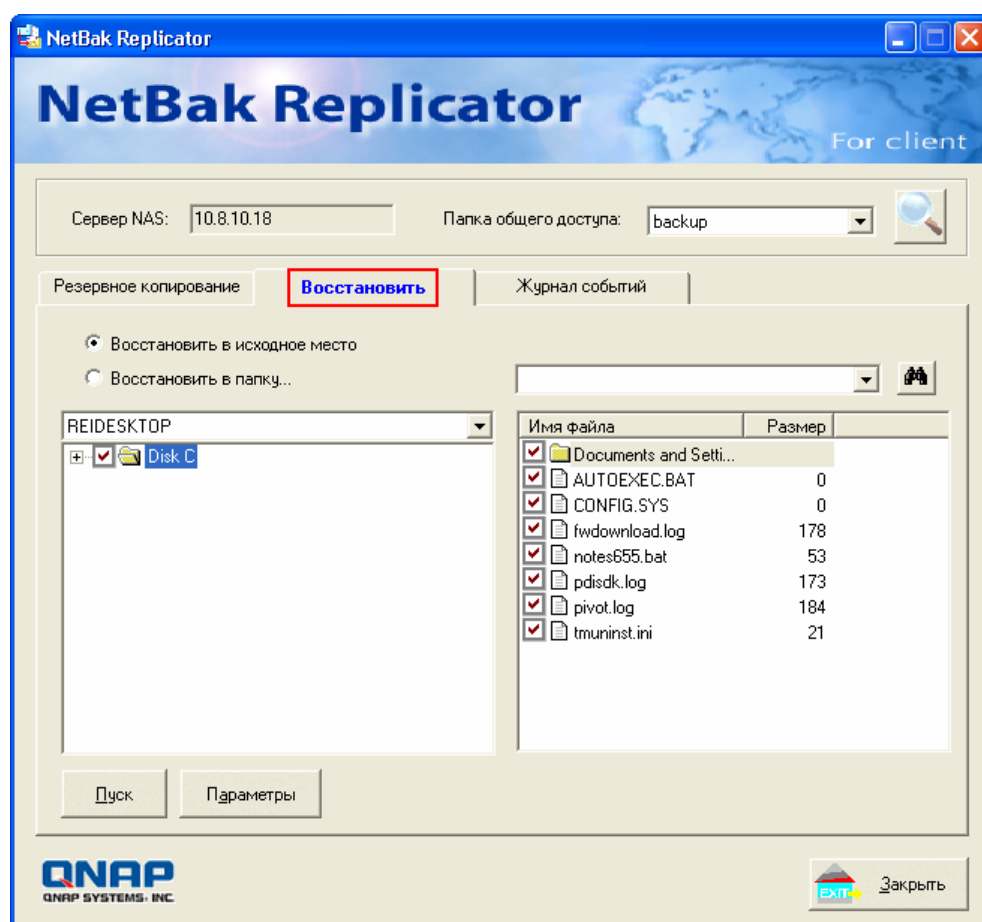 NetBak Replicator
NetBak Replicator
For client
Сервер NAS: 10.8.10.18 Папка общего доступа: backup
Резервное копирование Восстановить Журнал событий
Восстановить в исходное место
Восстановить в папку...
REIDESKTOP
Disk C
Имя файла Размер
Documents and Setti...
AUTOEXEC.BAT 0
CONFIG.SYS 0
fwdownload.log 178
notes655.bat 53
pdisdk.log 173
pivot.log 184
tmuninst.ini 21
Пуск Параметры
QNAP
QNAP SYSTEMS, INC.
EXIT Закрыть